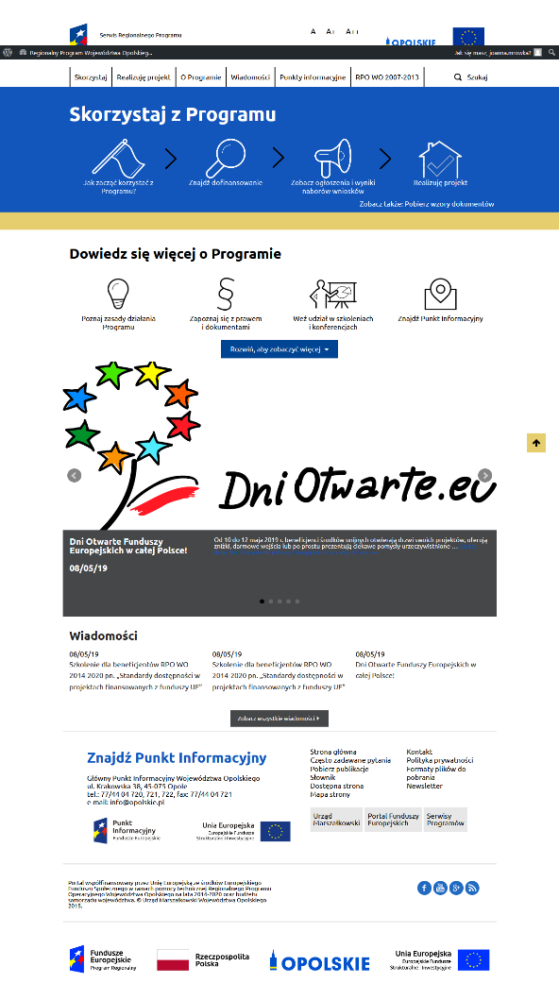 Serwis Regionalnego Programu
A A+ A++
OPOLSKIE
Regionalny Program Województwa Opolskieg...
Jak się masz, joannamrowka?
Skorzystaj
Realizuję projekt
O Programie
Wiadomości
Punkty informacyjne
RPO WO 2007-2013
Szukaj
Skorzystaj z Programu
Jak zacząć korzystać z
Programu?
Znajdź dofinansowanie
Zobacz ogłoszenia i wyniki
naborów wniosków
Realizuję projekt
Zobacz także: Pobierz wzory dokumentów
Dowiedz się więcej o Programie
Poznaj zasady działania
Programu
Zapoznaj się z prawem
i dokumentami
Weź udział w szkoleniach
i konferencjach
Znajdź Punkt Informacyjny
Rozwiń, aby zobaczyć więcej
DniOtwarte.eu
Dni Otwarte Funduszy
Europejskich w całej Polsce!
08/05/19
Od 10 do 12 maja 2019 r. beneficjenci środków unijnych otwierają drzwi swoich projektów, oferują
zniżki, darmowe wejścia lub po prostu prezentują ciekawe pomysły urzeczywistnione ...
Wiadomości
08/05/19
Szkolenie dla beneficjentów RPO WO
2014-2020 pn. „Standardy dostępności w
projektach finansowanych z funduszy UE”
08/05/19
Szkolenie dla beneficjentów RPO WO
2014-2020 pn. „Standardy dostępności w
projektach finansowanych z funduszy UE”
08/05/19
Dni Otwarte Funduszy Europejskich w
całej Polsce!
Zobacz wszystkie wiadomości
Znajdź Punkt Informacyjny
Główny Punkt Informacyjny Województwa Opolskiego
ul. Krakowska 38, 45-075 Opole
tel.: 77/44 04 720, 721, 722, fax: 77/44 04 721
e-mail: info@opolskie.pl
Punkt
Informacyjny
Fundusze Europejskie
Unia Europejska
Europejskie Fundusze
Strukturalne i Inwestycyjne
Strona główna
Często zadawane pytania
Pobierz publikacje
Słownik
Dostępna strona
Mapa strony
Kontakt
Polityka prywatności
Formaty plików do
pobrania
Newsletter
Urząd
Marszałkowski
Portal Funduszy
Europejskich
Serwisy
Programów
Portal współfinansowany przez Unię Europejską ze środków Europejskiego
Funduszu Społecznego w ramach pomocy technicznej Regionalnego Programu
Operacyjnego Województwa Opolskiego na lata 2014-2020 oraz budżetu
samorządu województwa. © Urząd Marszałkowski Województwa Opolskiego
2015.
Fundusze
Europejskie
Program Regionalny
Rzeczpospolita
Polska
OPOLSKIE
Unia Europejska
Europejskie Fundusze
Strukturalne i Inwestycyjne